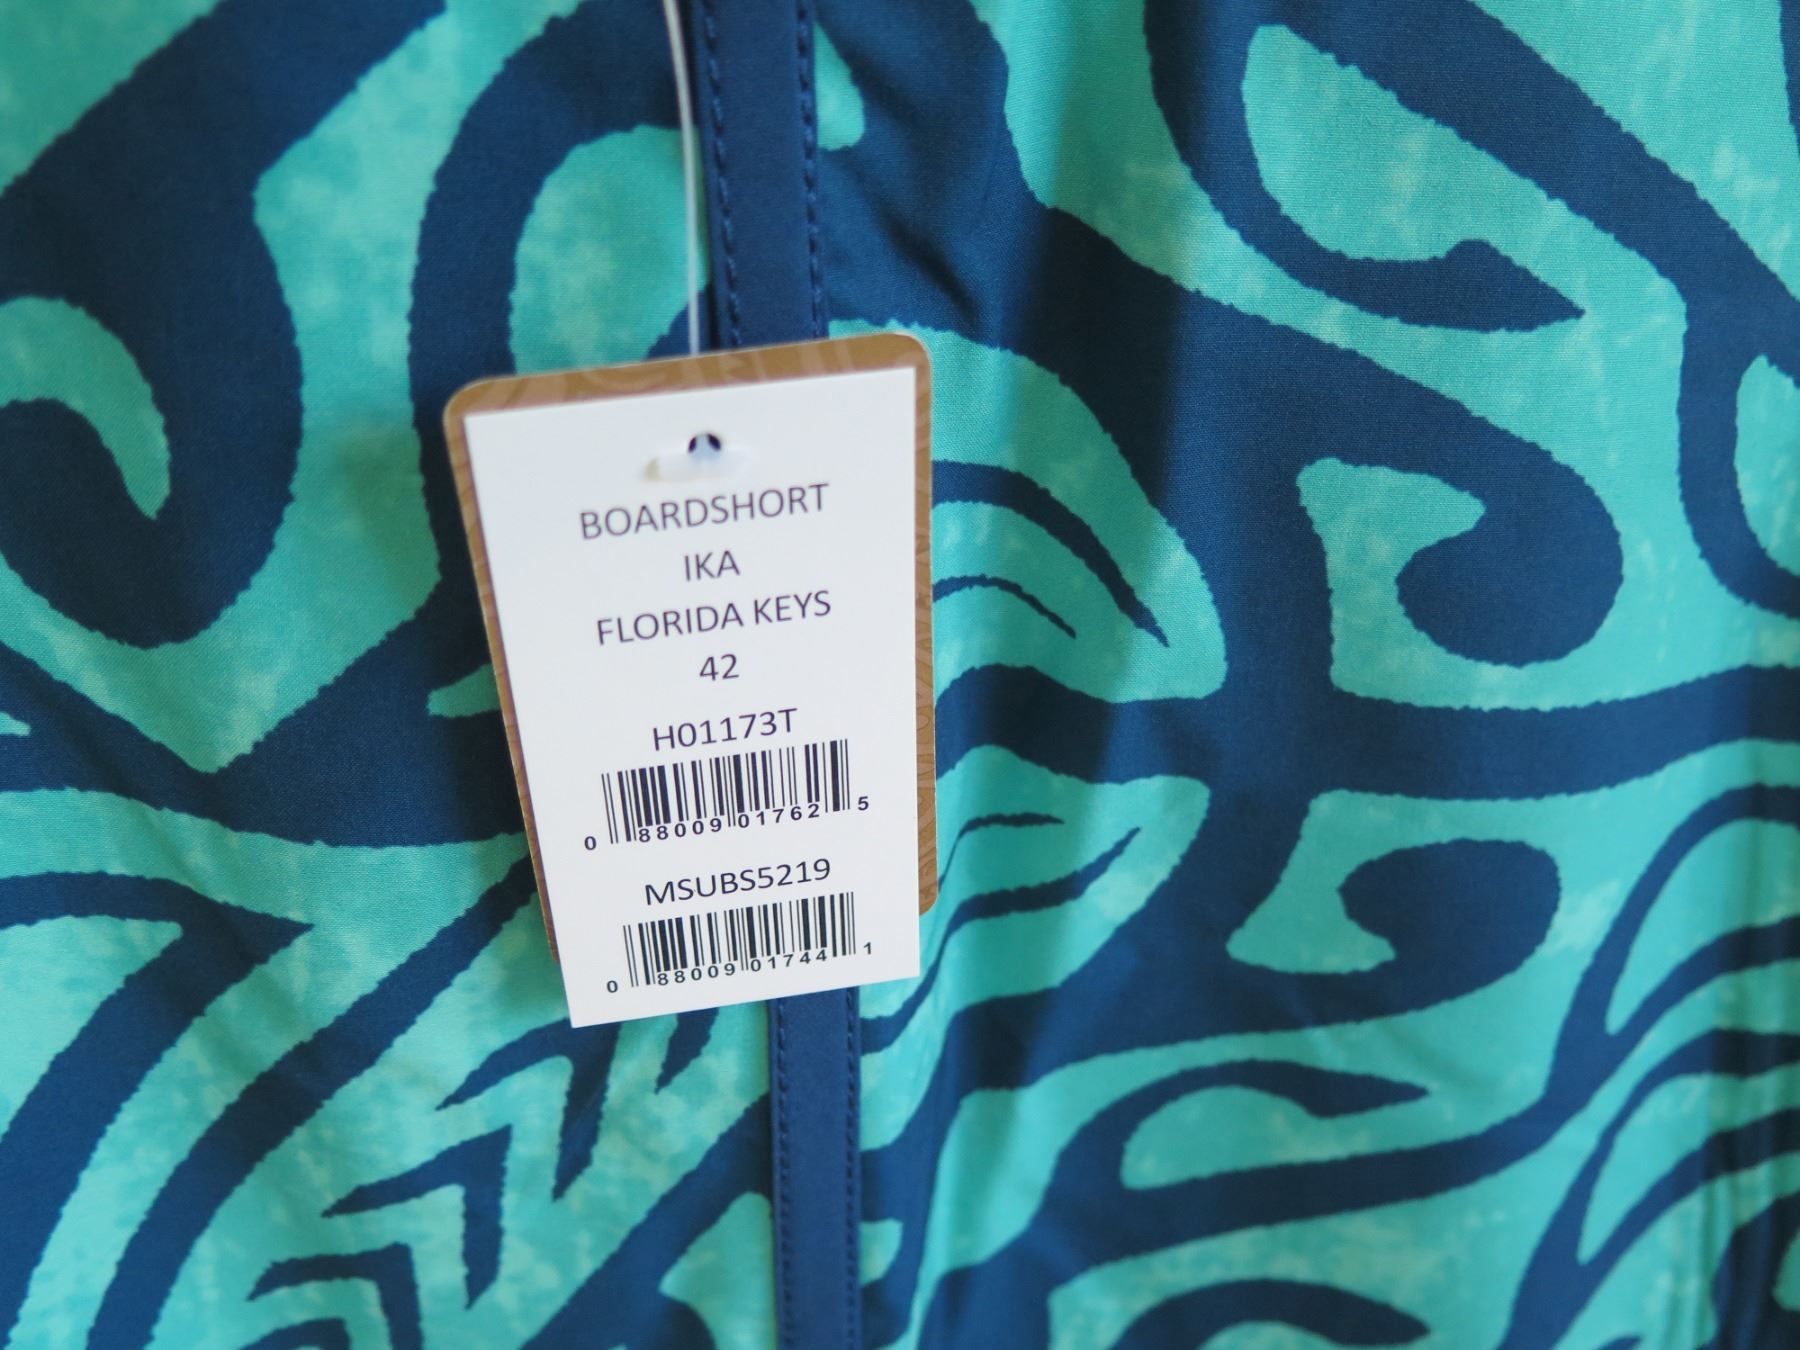 BOARDSHORT
IKA
FLORIDA KEYS
42
H01173T
0 88009 01762 5
MSUBS5219
0 88009 01744 1